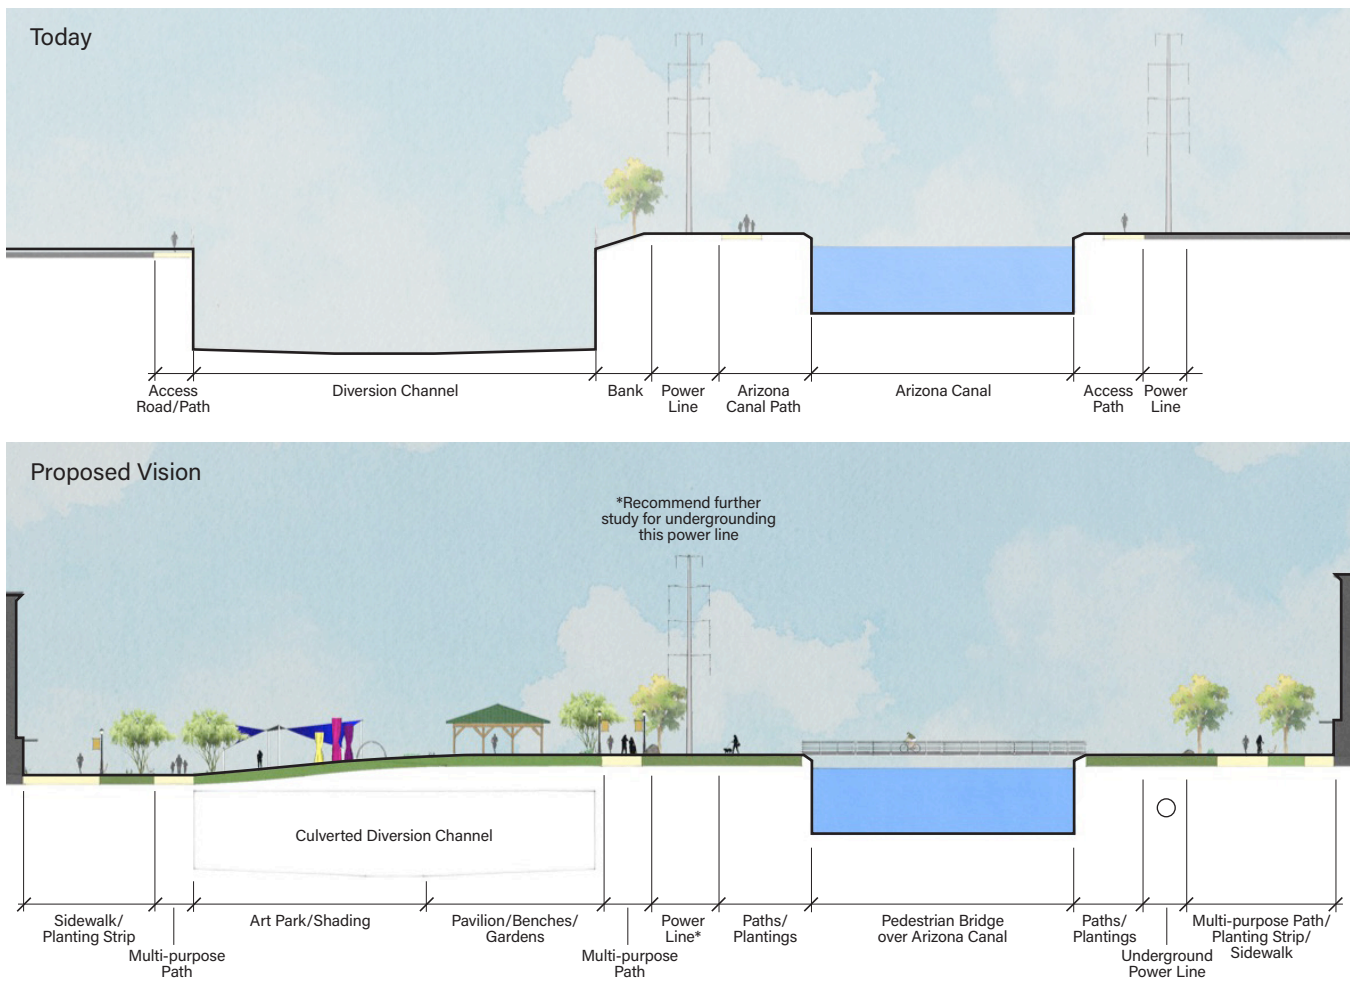 Today
Access
Road/Path
Diversion Channel
Bank
Power
Line
Arizona
Canal Path
Arizona Canal
Access
Path
Power
Line
Proposed Vision
*Recommend further
study for undergrounding
this power line
Culverted Diversion Channel
Sidewalk/
Planting Strip
Multi-purpose
Path
Art Park/Shading
Pavilion/Benches/
Gardens
Multi-purpose
Path
Power
Line*
Paths/
Plantings
Pedestrian Bridge
over Arizona Canal
Paths/
Plantings
Underground
Power Line
Multi-purpose Path/
Planting Strip/
Sidewalk